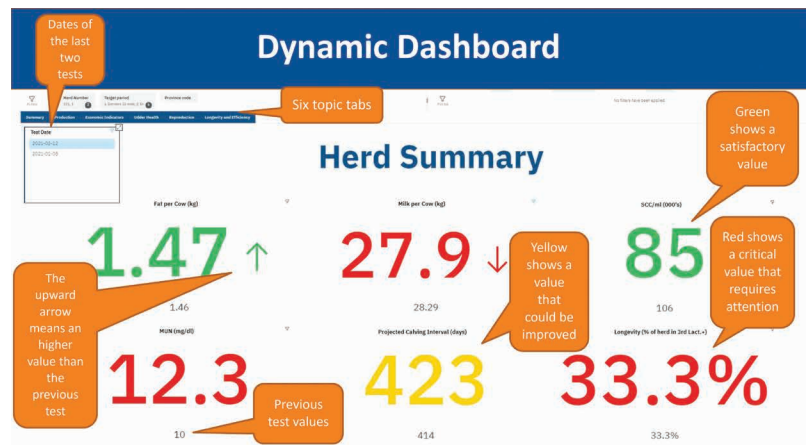 Dynamic Dashboard
Dates of
the last
two
tests
Herd Number
Target period
Province code
Six topic tabs
No filters have been applied
Summary Production Economic Indicators Udder Health Reproduction Longevity and Efficiency
Test Date
2021-02-12
Herd Summary
Green
shows a
satisfactory
value
Fat per Cow (kg)
1.47 ↑
1.46
Milk per Cow (kg)
27.9 ↓
28.29
SCC/ml (000's)
85
106
The
upward
arrow
means an
higher
value than
the
previous
test
Yellow
shows a
value
that
could be
improved
Red shows
a critical
value that
requires
attention
MUN (mg/dl)
12.3
10
Previous
test values
Projected Calving Interval (days)
423
414
Longevity (% of herd in 3rd Lact.+)
33.3%
33.3%